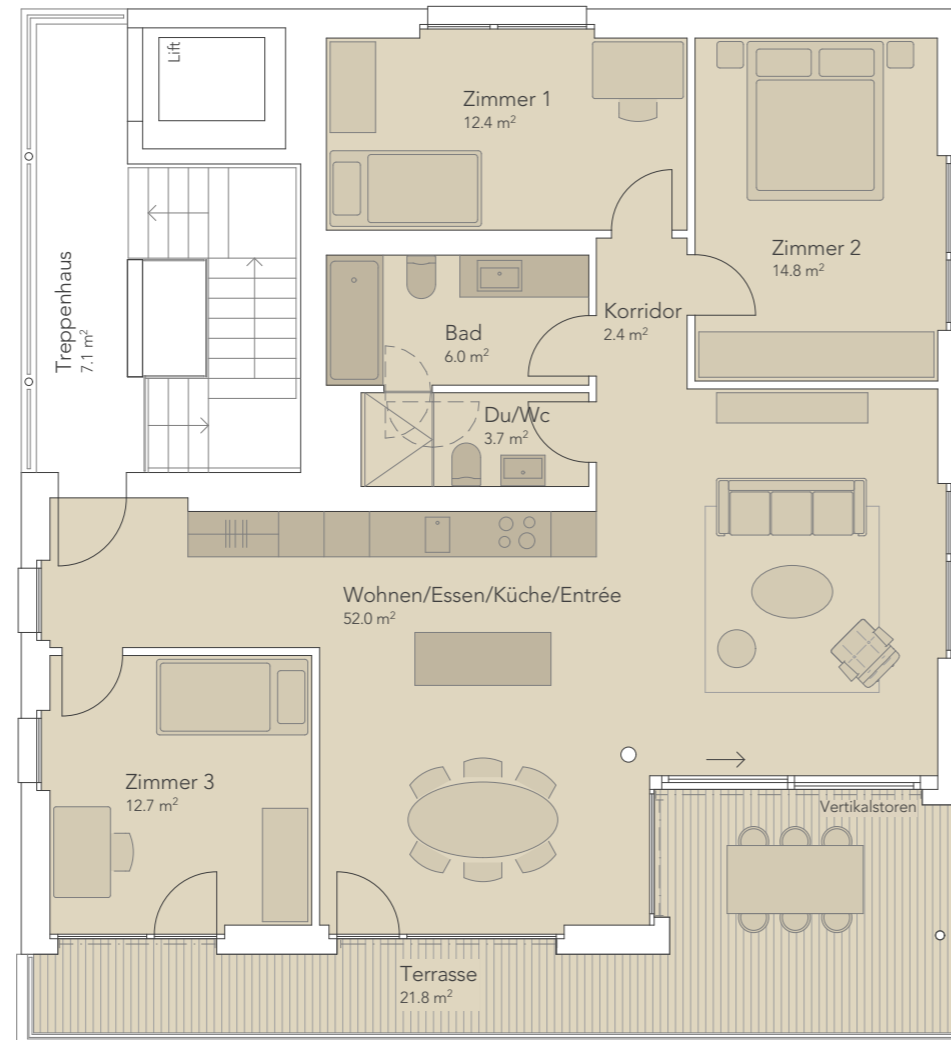 Lift
Zimmer 1
12.4 m²
Zimmer 2
14.8 m²
Treppenhaus
7.1 m²
Korridor
2.4 m²
Bad
6.0 m²
Du/Wc
3.7 m²
Wohnen/Essen/Küche/Entrée
52.0 m²
Zimmer 3
12.7 m²
Vertikalstoren
Terrasse
21.8 m²